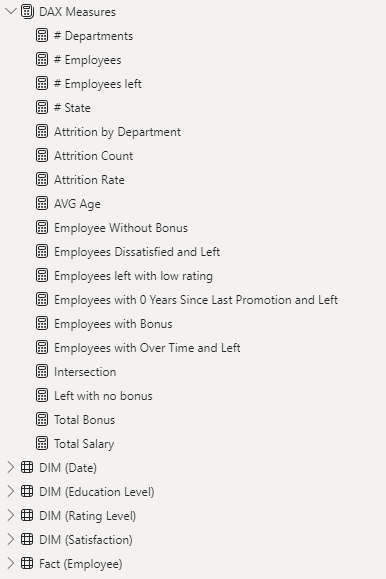 DAX Measures
# Departments
# Employees
# Employees left
# State
Attrition by Department
Attrition Count
Attrition Rate
AVG Age
Employee Without Bonus
Employees Dissatisfied and Left
Employees left with low rating
Employees with 0 Years Since Last Promotion and Left
Employees with Bonus
Employees with Over Time and Left
Intersection
Left with no bonus
Total Bonus
Total Salary
DIM (Date)
DIM (Education Level)
DIM (Rating Level)
DIM (Satisfaction)
Fact (Employee)